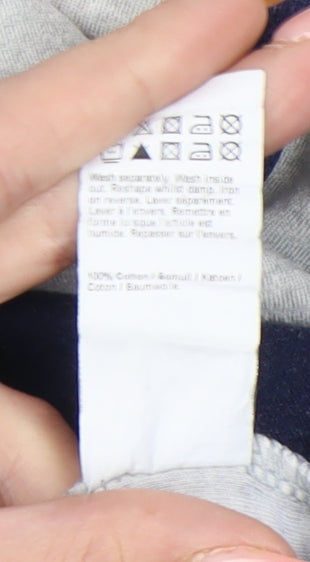 Wash separately. Wash inside
out. Reshape whilst damp. Iron
on reverse. Laver séparément.
Laver à l'envers. Remettre en
forme lorsque l'article est
humide. Repasser sur l'envers.
100% Cotton / / Katoen /
Coton / Baumwolle